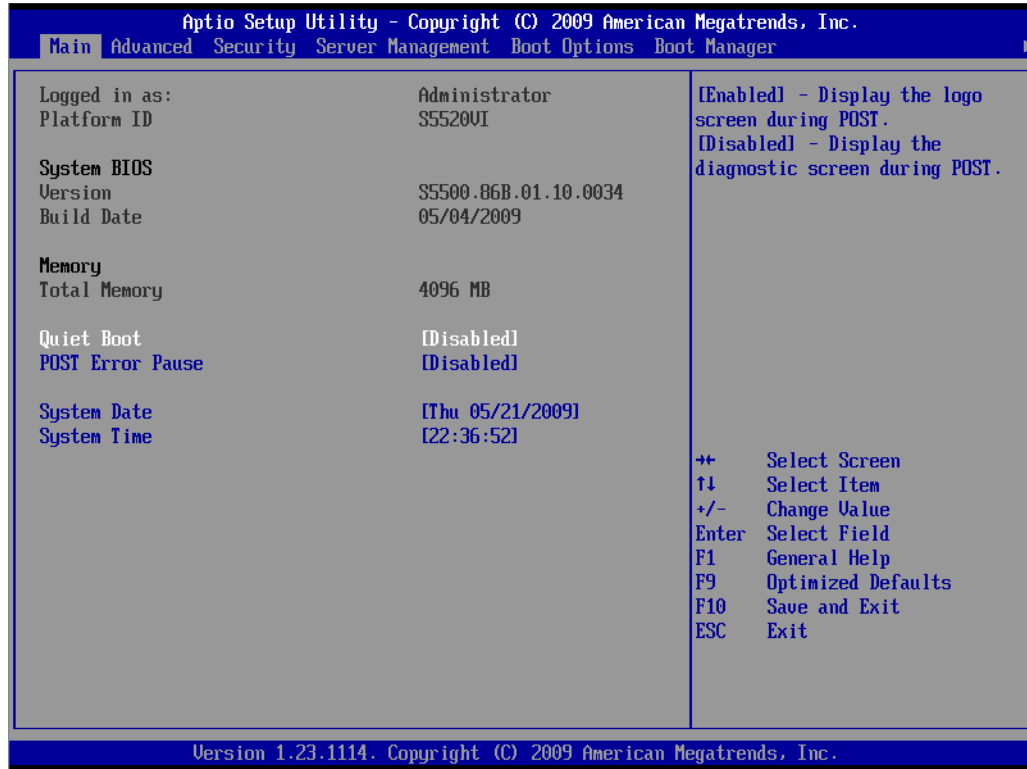 Aptio Setup Utility - Copyright (C) 2009 American Megatrends, Inc.
Main Advanced Security Server Management Boot Options Boot Manager
Logged in as: Administrator
Platform ID S5520VI
System BIOS
Version S5500.86B.01.10.0034
Build Date 05/04/2009
Memory
Total Memory 4096 MB
Quiet Boot [Disabled]
POST Error Pause [Disabled]
System Date [Thu 05/21/2009]
System Time [22:36:52]
[Enabled] - Display the logo
screen during POST.
[Disabled] - Display the
diagnostic screen during POST.
→← Select Screen
↑↓ Select Item
+/- Change Value
Enter Select Field
F1 General Help
F9 Optimized Defaults
F10 Save and Exit
ESC Exit
Version 1.23.1114. Copyright (C) 2009 American Megatrends, Inc.